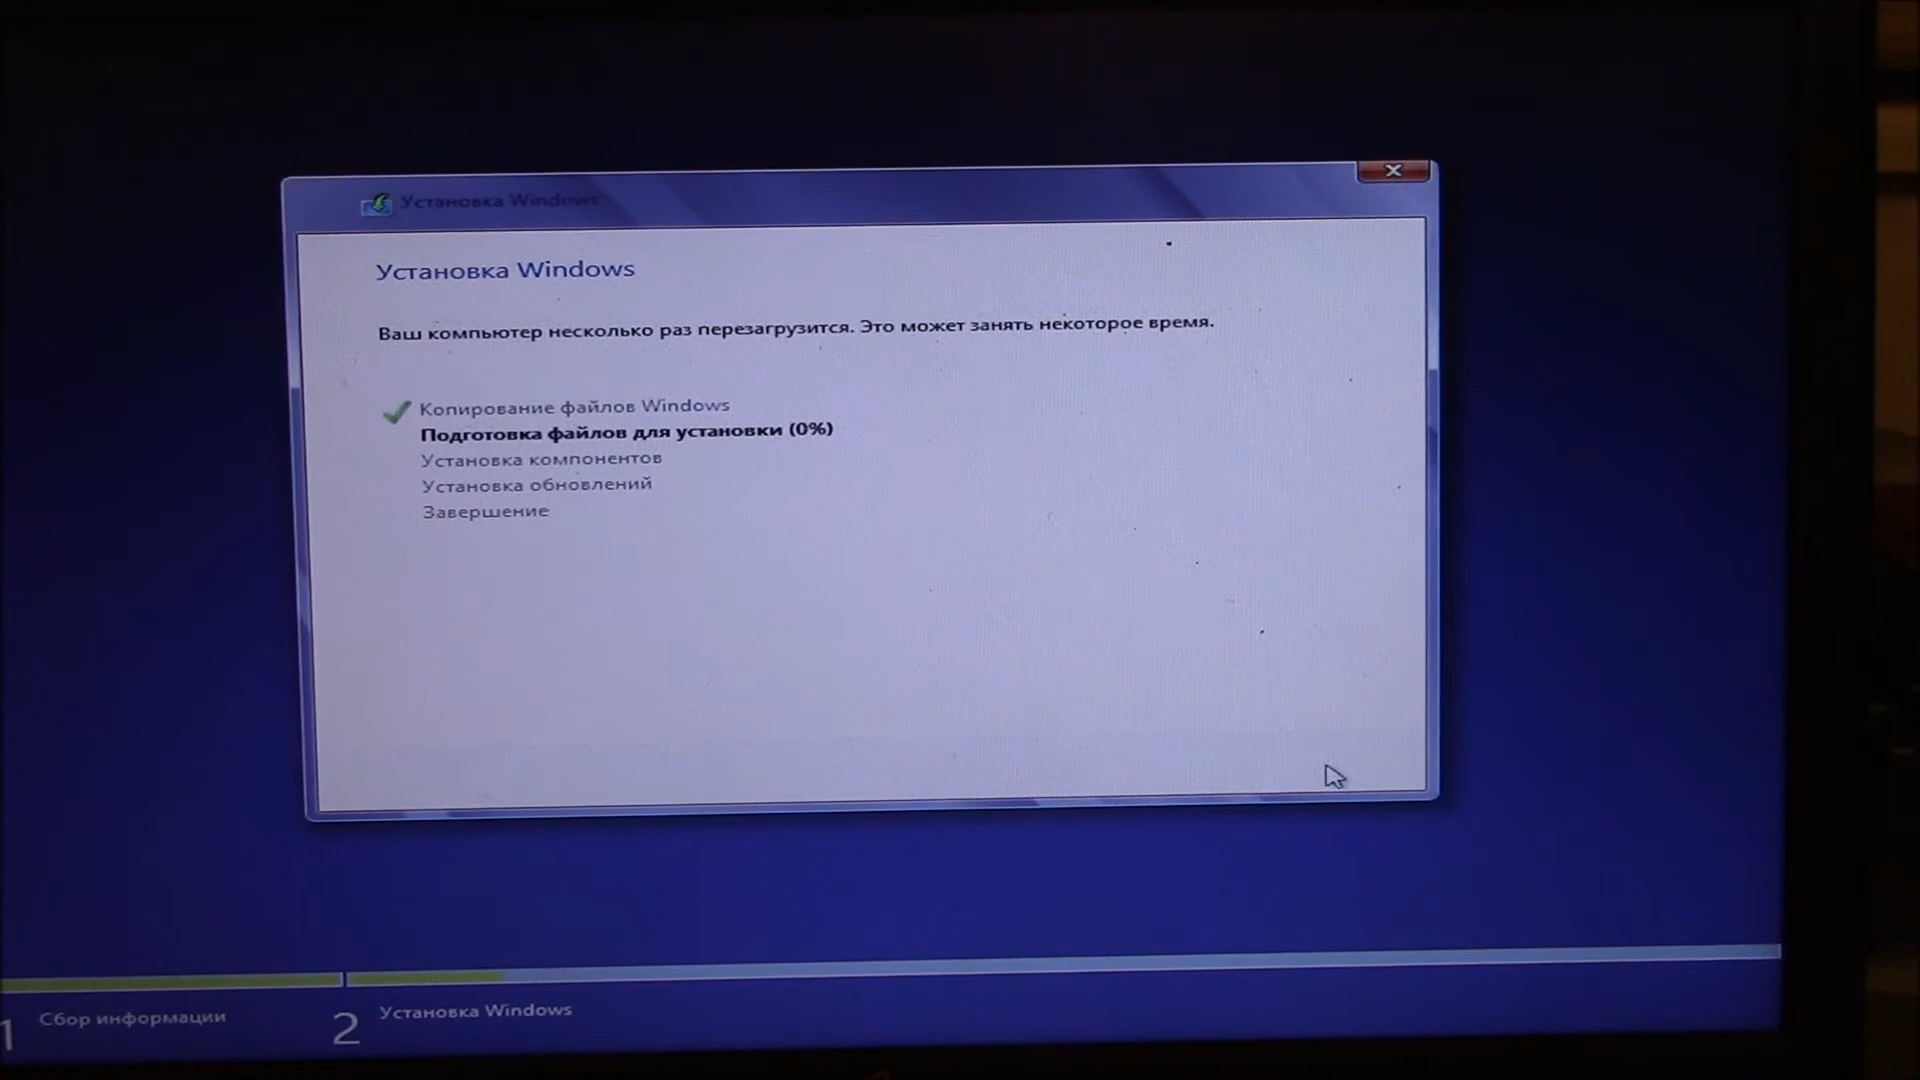 Установка Windows
Установка Windows
Ваш компьютер несколько раз перезагрузится. Это может занять некоторое время.
Копирование файлов Windows
Подготовка файлов для установки (0%)
Установка компонентов
Установка обновлений
Завершение
1 Сбор информации
2 Установка Windows